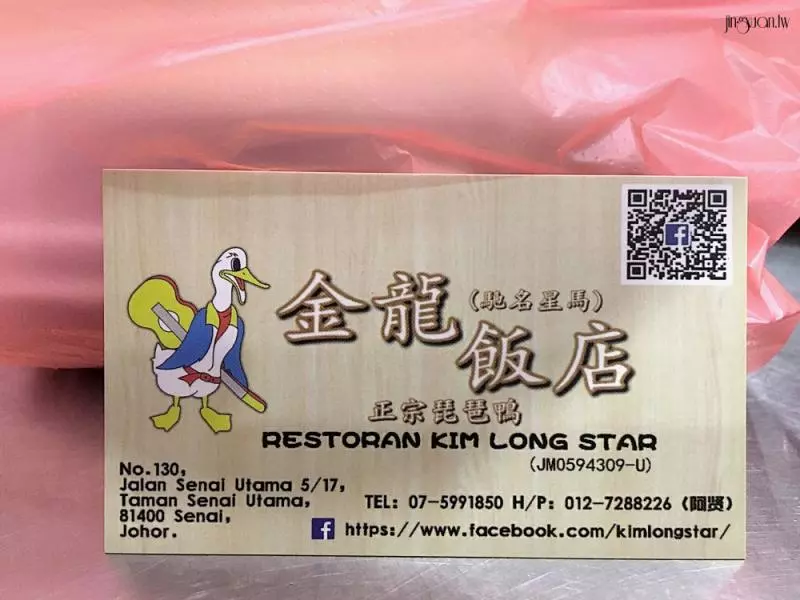 jingyuan.tw
金龍
(馳名星馬)
飯店
正宗琵琶鴨
RESTORAN KIM LONG STAR
(JM0594309-U)
No.130,
Jalan Senai Utama 5/17,
Taman Senai Utama,
81400 Senai,
Johor.
TEL: 07-5991850 H/P: 012-7288226 (阿贤)
https://www.facebook.com/kimlongstar/